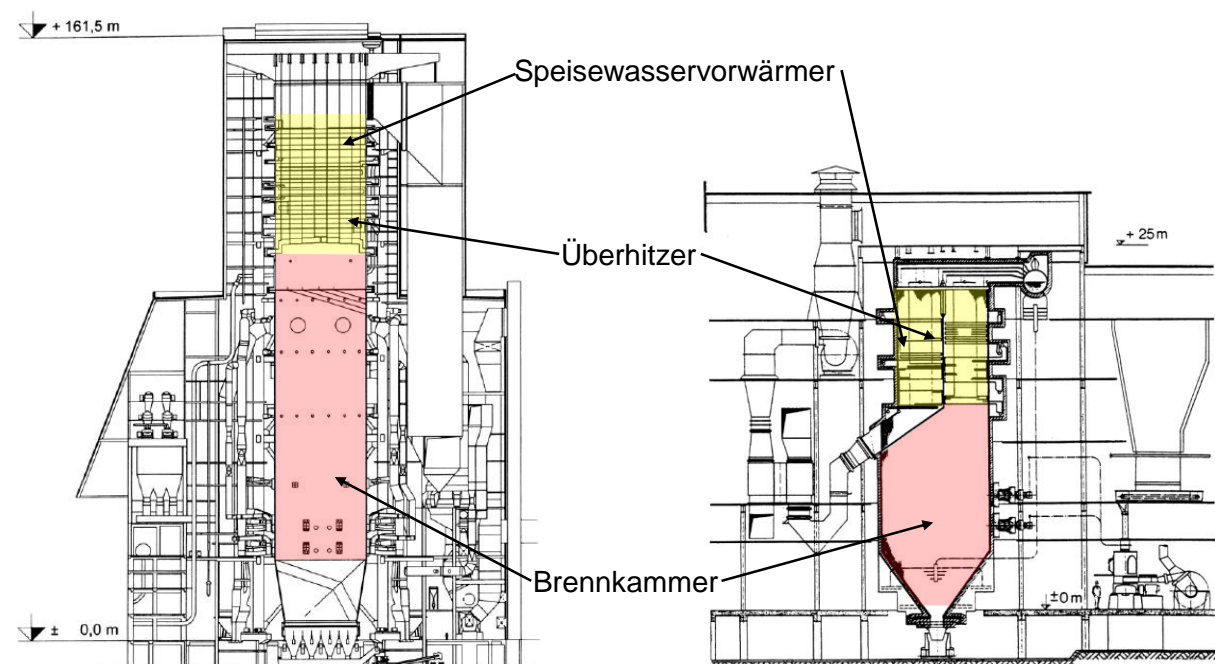 + 161,5 m
Speisewasservorwärmer
+ 25 m
Überhitzer
Brennkammer
±0 m
± 0,0 m